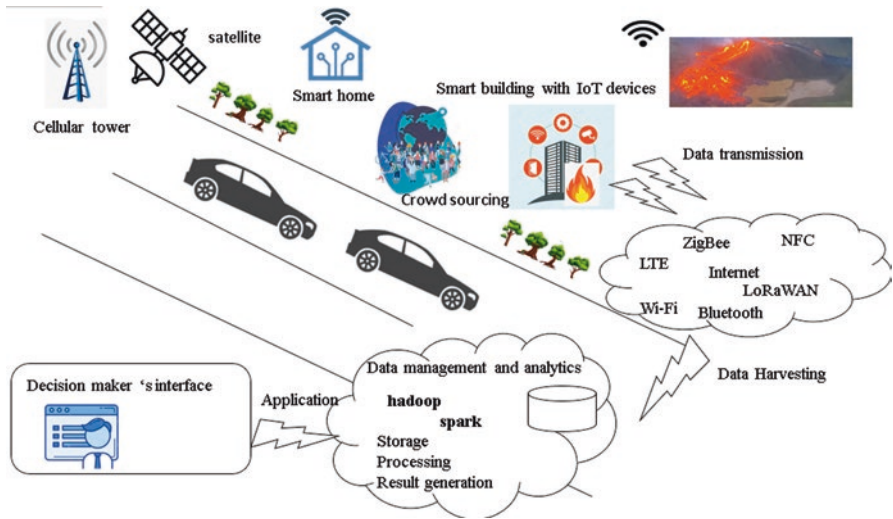 satellite
Smart home
Smart building with IoT devices
Cellular tower
Data transmission
Crowd sourcing
ZigBee
NFC
LTE
Internet
LoRaWAN
Wi-Fi
Bluetooth
Data management and analytics
Data Harvesting
Decision maker ‘s interface
Application
hadoop
spark
Storage
Processing
Result generation